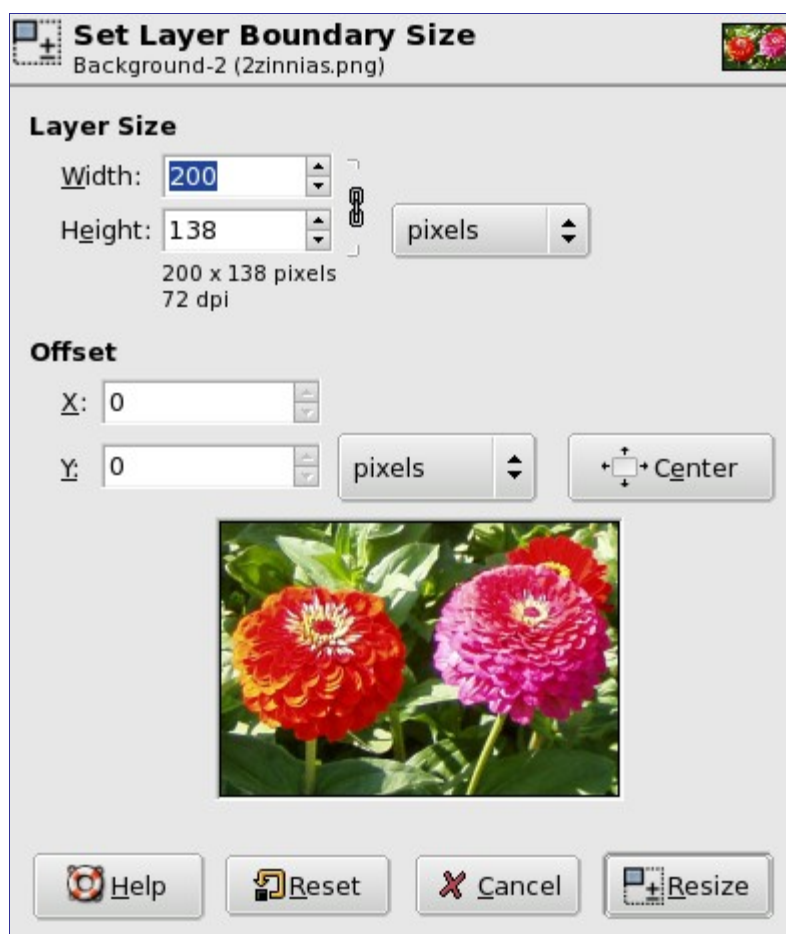 Set Layer Boundary Size
Background-2 (2zinnias.png)
Layer Size
Width: 200
Height: 138 pixels
200 x 138 pixels
72 dpi
Offset
X: 0
Y: 0 pixels Center
Help Reset Cancel Resize